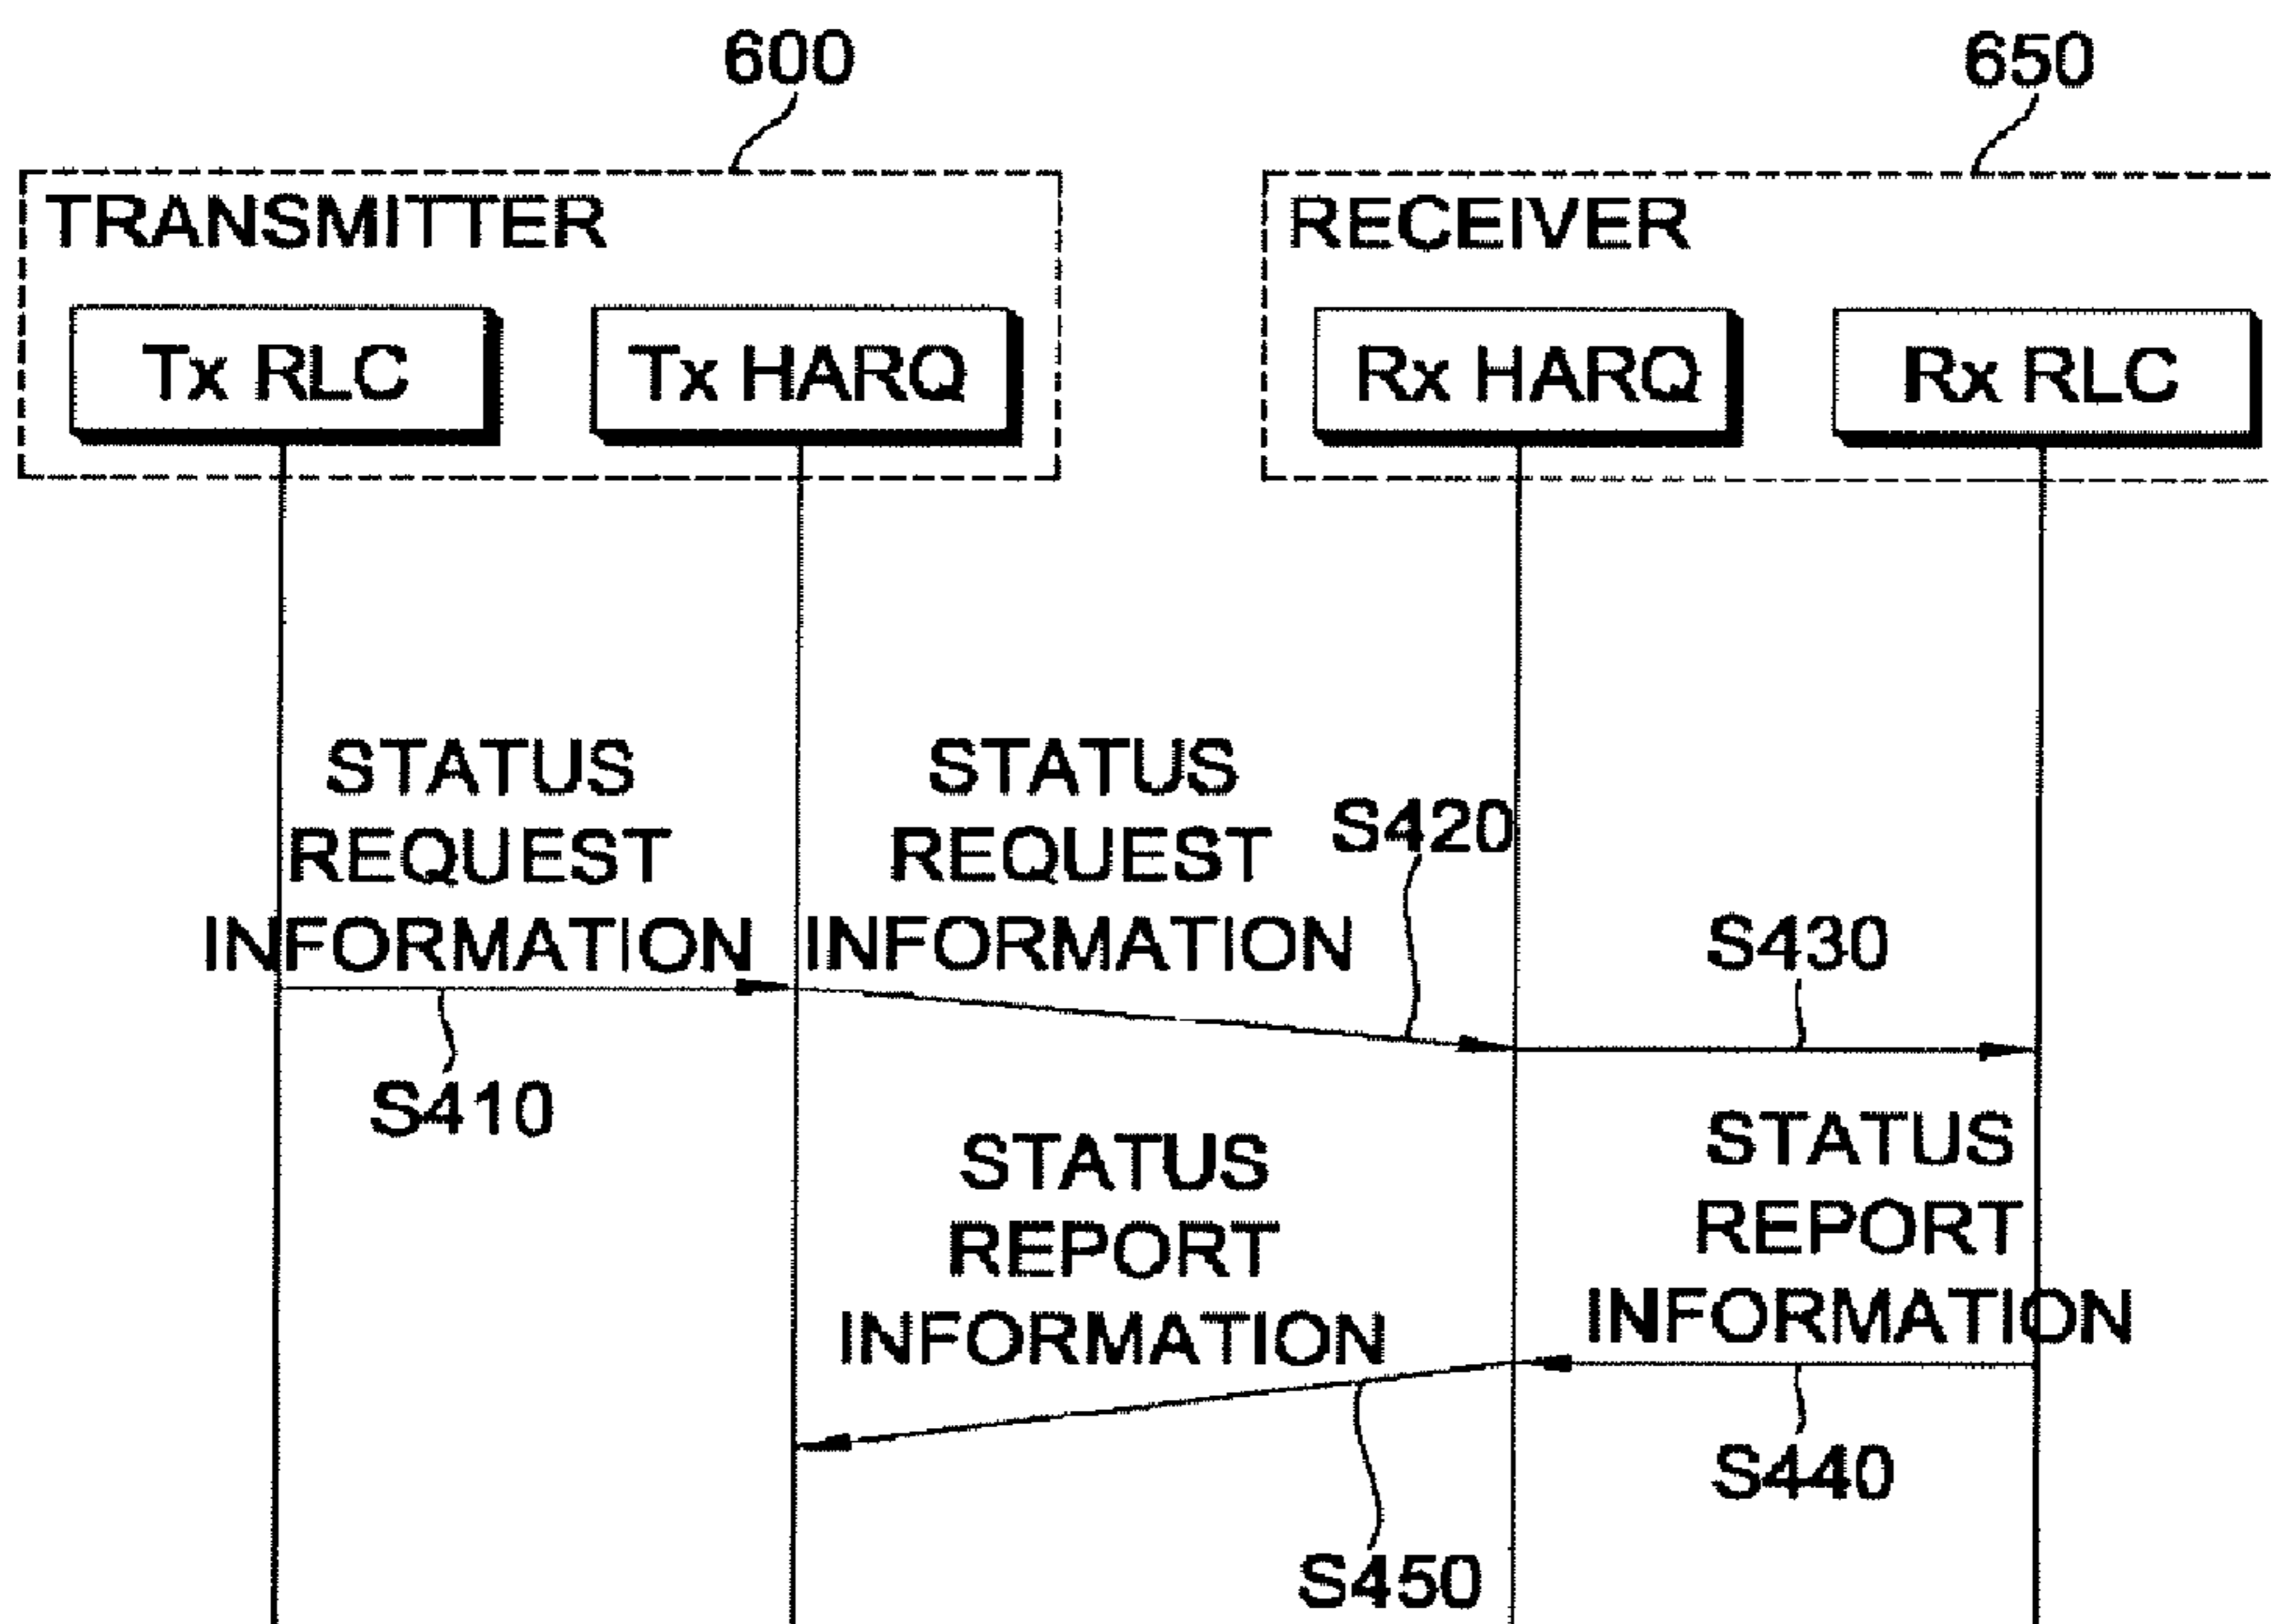 600
650
TRANSMITTER
RECEIVER
Tx RLC
Tx HARQ
Rx HARQ
Rx RLC
STATUS
REQUEST
INFORMATION
STATUS
REQUEST
INFORMATION
S420
S430
S410
STATUS
REPORT
INFORMATION
STATUS
REPORT
INFORMATION
S440
S450